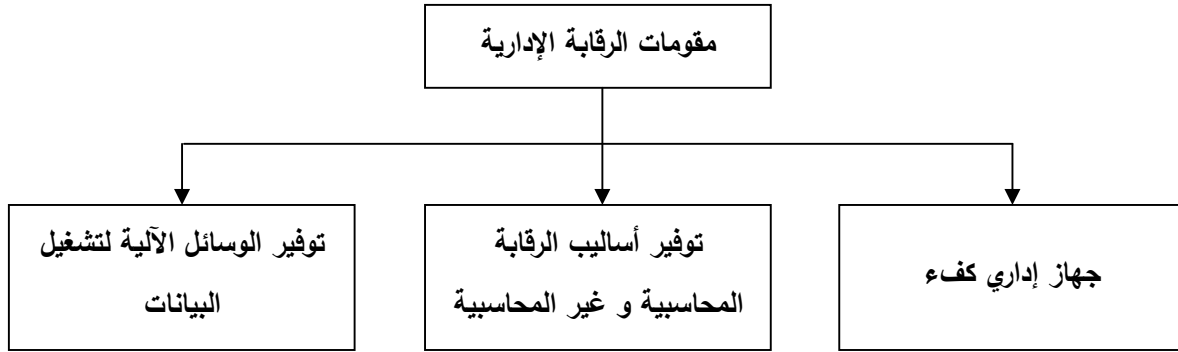 مقومات الرقابة الإدارية
جهاز إداري كفء
توفير أساليب الرقابة
المحاسبية و غير المحاسبية
توفير الوسائل الآلية لتشغيل
البيانات